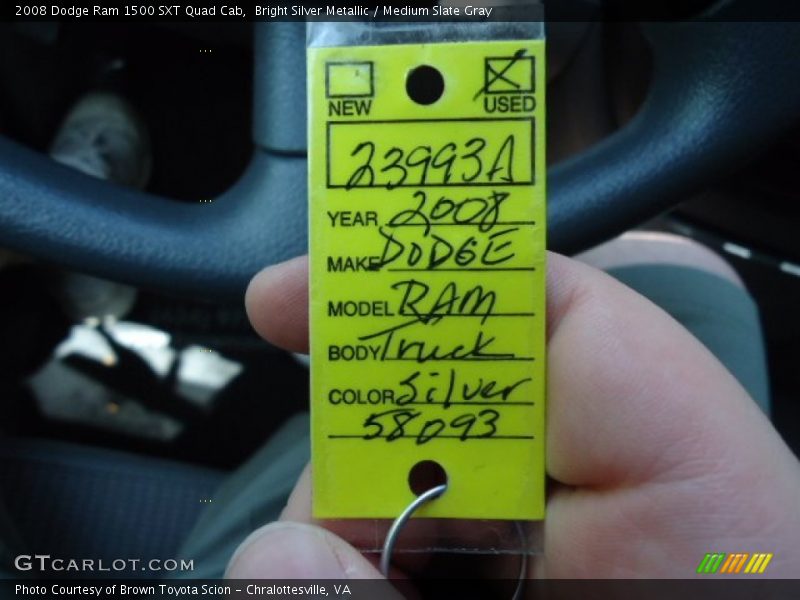 2008 Dodge Ram 1500 SXT Quad Cab,  Bright Silver Metallic / Medium Slate Gray
NEW USED
23993A
YEAR 2008
MAKE DODGE
MODEL RAM
BODY Truck
COLOR Silver
58093
GTCARLOT.COM
Photo Courtesy of Brown Toyota Scion - Chralottesville, VA